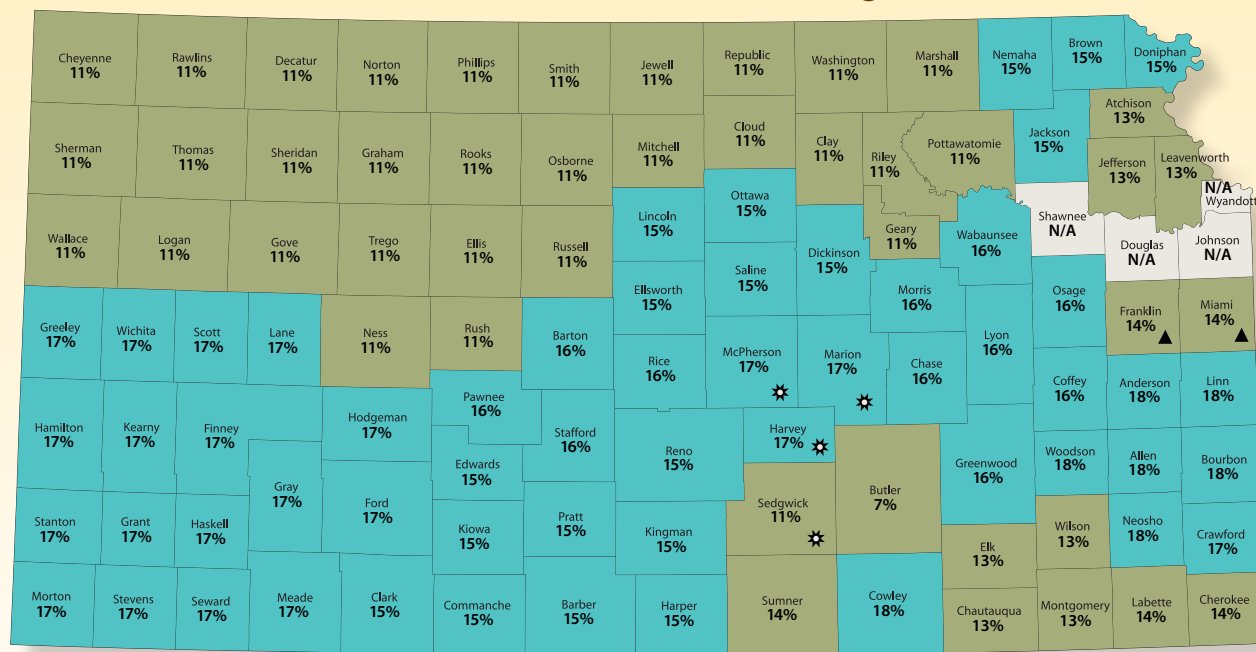 Cheyenne
11%
Rawlins
11%
Decatur
11%
Norton
11%
Phillips
11%
Smith
11%
Jewell
11%
Republic
11%
Washington
11%
Marshall
11%
Nemaha
15%
Brown
15%
Doniphan
15%
Sherman
11%
Thomas
11%
Sheridan
11%
Graham
11%
Rooks
11%
Osborne
11%
Mitchell
11%
Cloud
11%
Clay
11%
Riley
11%
Pottawatomie
11%
Jackson
15%
Atchison
13%
Jefferson
13%
Leavenworth
13%
N/A
Wyandott
Wallace
11%
Logan
11%
Gove
11%
Trego
11%
Ellis
11%
Russell
11%
Lincoln
15%
Ottawa
15%
Saline
15%
Dickinson
15%
Geary
11%
Wabaunsee
16%
Shawnee
N/A
Douglas
N/A
Johnson
N/A
Greeley
17%
Wichita
17%
Scott
17%
Lane
17%
Ness
11%
Rush
11%
Barton
16%
Ellsworth
15%
Rice
16%
McPherson
17%
Marion
17%
Morris
16%
Chase
16%
Lyon
16%
Osage
16%
Franklin
14%
Miami
14%
Hamilton
17%
Kearny
17%
Finney
17%
Hodgeman
17%
Pawnee
16%
Stafford
16%
Edwards
15%
Reno
15%
Harvey
17%
Coffey
16%
Anderson
18%
Linn
18%
Gray
17%
Ford
17%
Kiowa
15%
Pratt
15%
Kingman
15%
Sedgwick
11%
Butler
7%
Greenwood
16%
Woodson
18%
Allen
18%
Bourbon
18%
Stanton
17%
Grant
17%
Haskell
17%
Elk
13%
Wilson
13%
Neosho
18%
Crawford
17%
Morton
17%
Stevens
17%
Seward
17%
Meade
17%
Clark
15%
Commanche
15%
Barber
15%
Harper
15%
Sumner
14%
Cowley
18%
Chautauqua
13%
Montgomery
13%
Labette
14%
Cherokee
14%